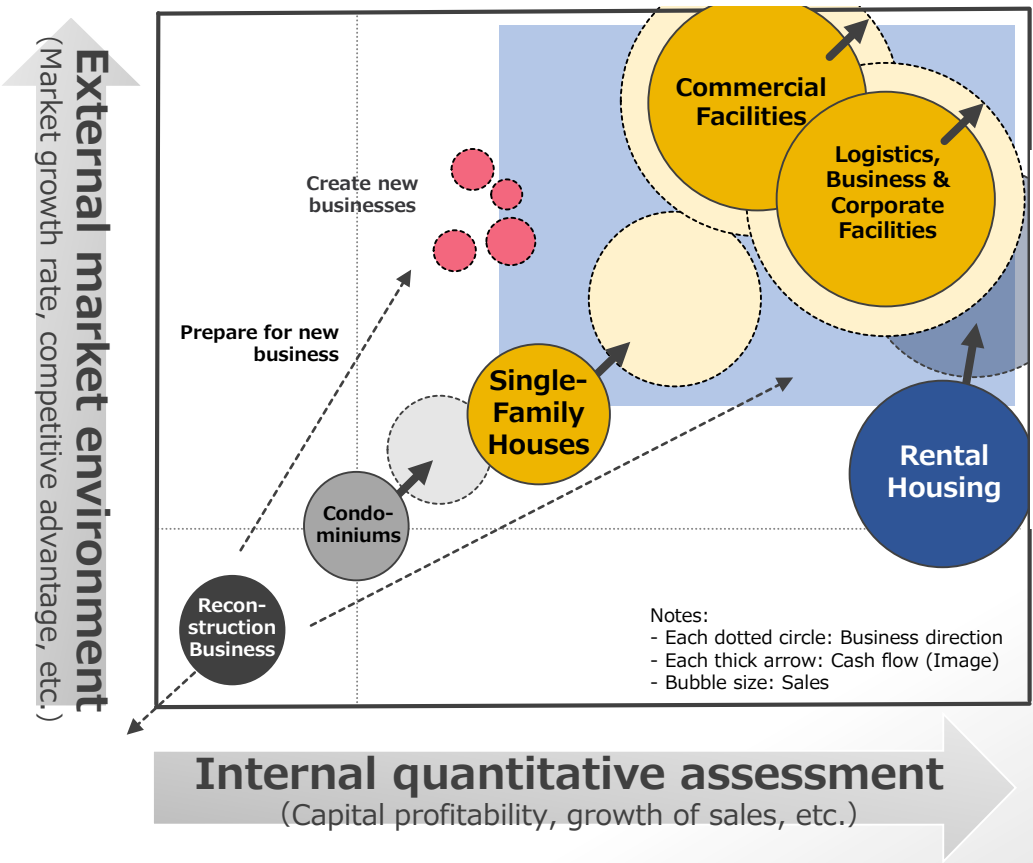 External market environment
(Market growth rate, competitive advantage, etc.)
Commercial
Facilities
Logistics,
Business &
Corporate
Facilities
Create new
businesses
Prepare for new
business
Single-
Family
Houses
Rental
Housing
Condo-
miniums
Recon-
struction
Business
Notes:
- Each dotted circle: Business direction
- Each thick arrow: Cash flow (Image)
- Bubble size: Sales
Internal quantitative assessment
(Capital profitability, growth of sales, etc.)